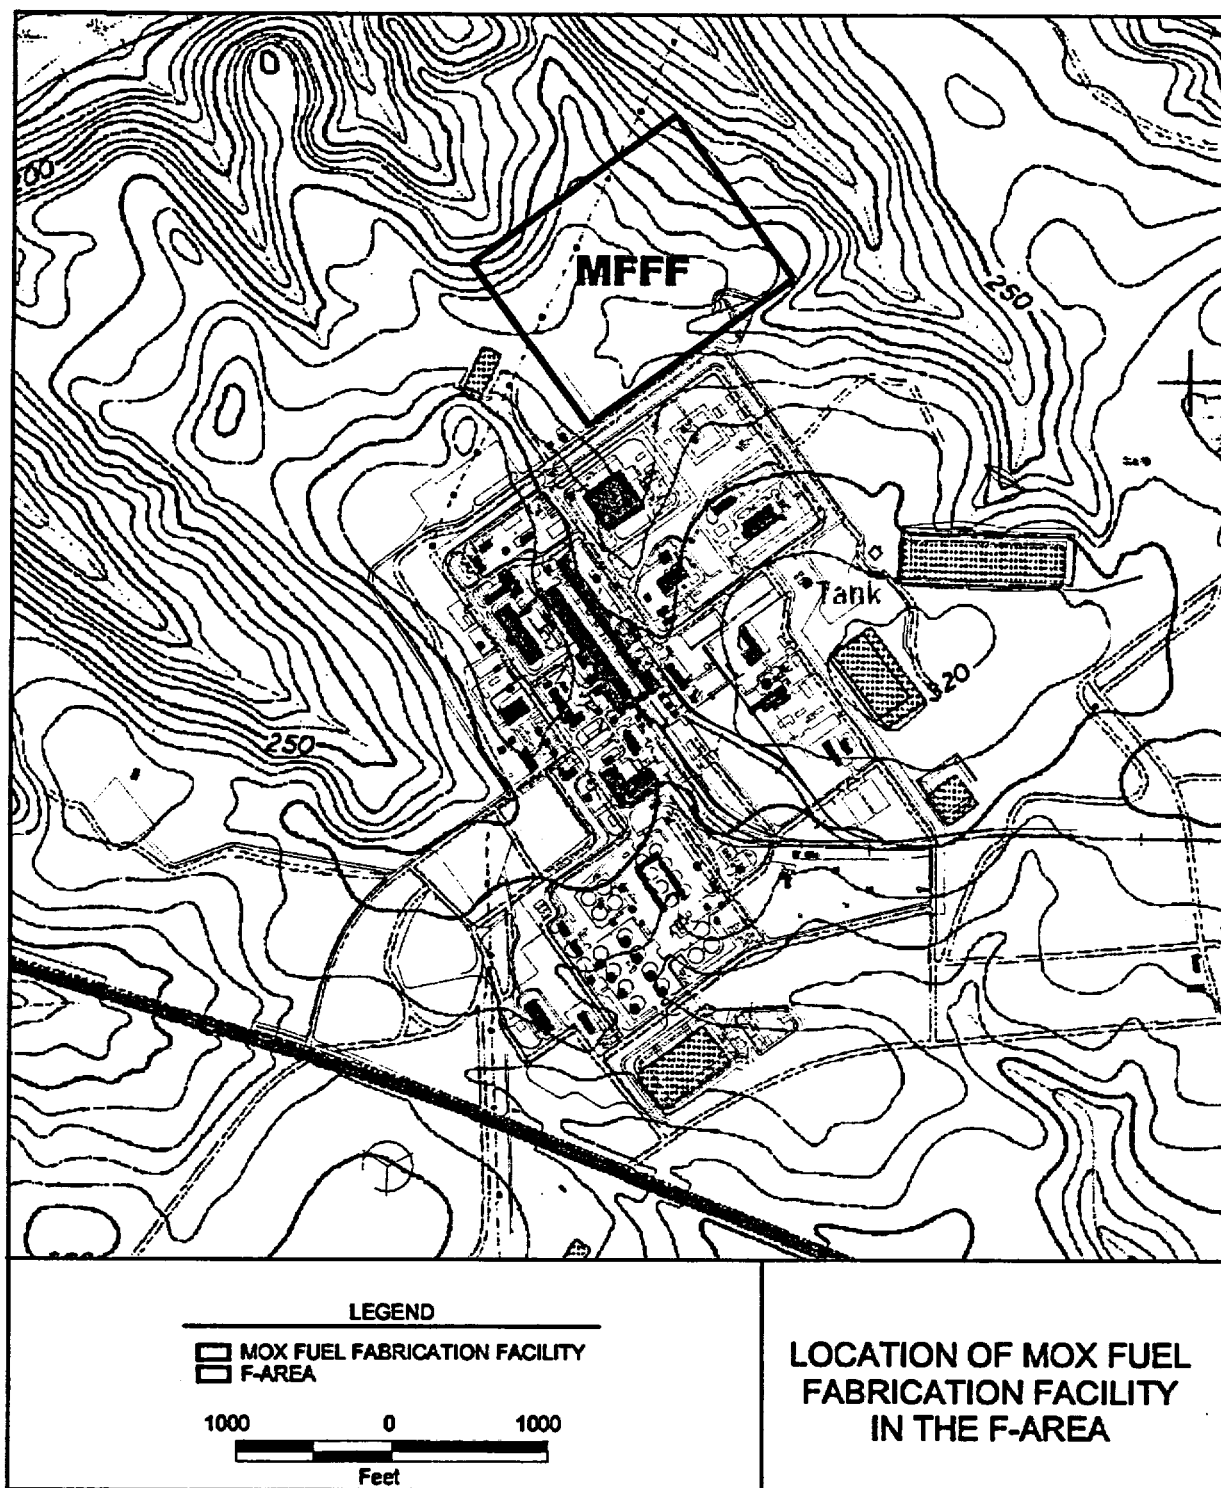 MFFF
250
Tank
320
250
LEGEND
MOX FUEL FABRICATION FACILITY
F-AREA
1000 0 1000
Feet
LOCATION OF MOX FUEL
FABRICATION FACILITY
IN THE F-AREA